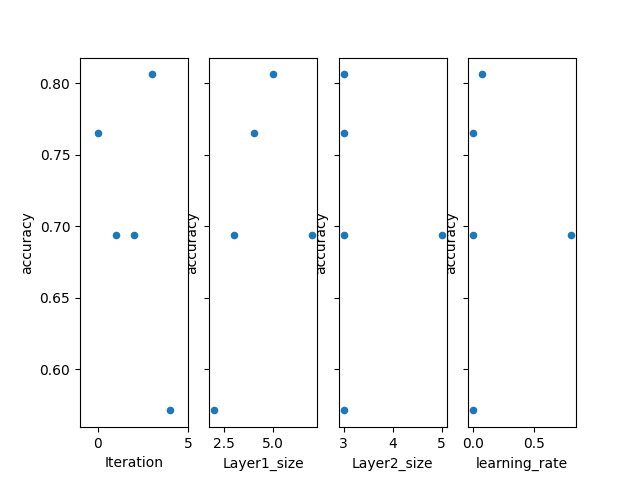 accuracy
0.80
0.75
0.70
0.65
0.60
0
5
Iteration
accuracy
2.5
5.0
Layer1_size
accuracy
3
4
5
Layer2_size
accuracy
0.0
0.5
learning_rate